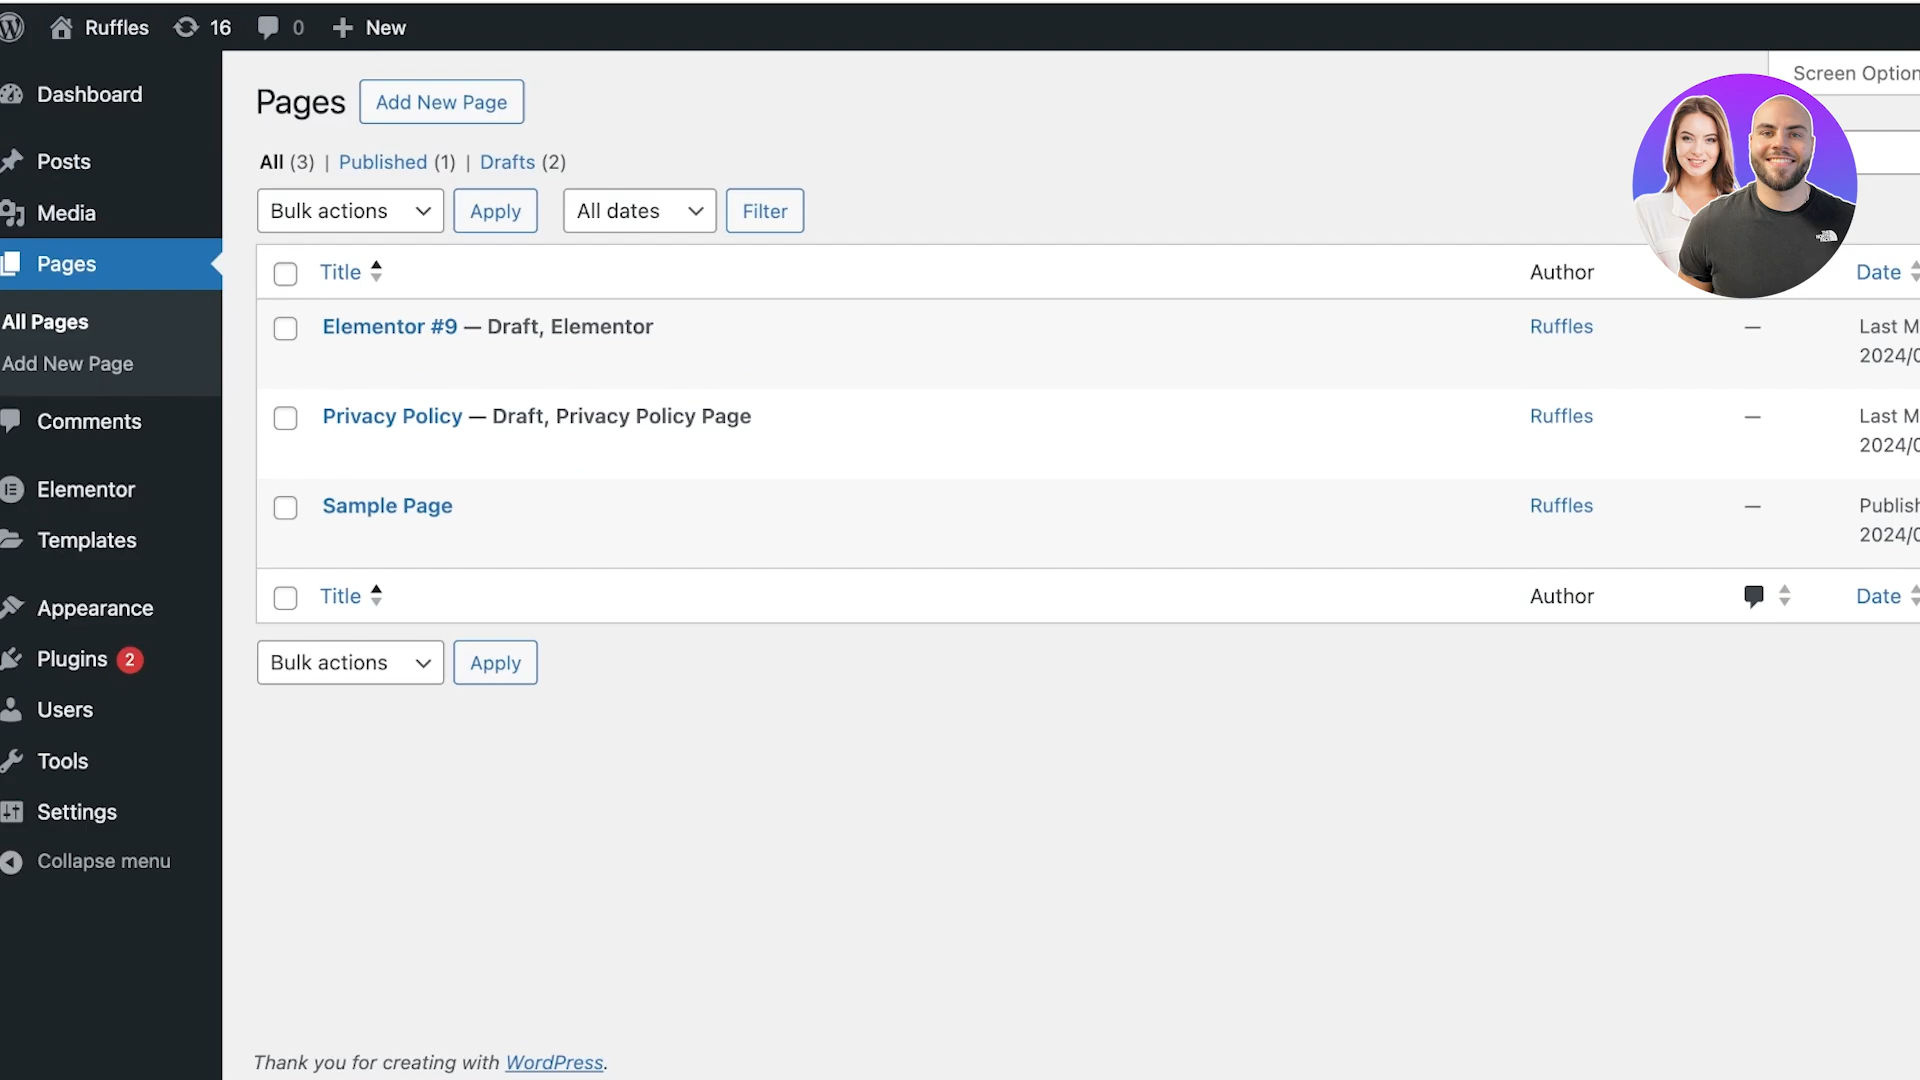 Ruffles 16 0 New
Screen Option
Dashboard
Posts
Media
Pages
All Pages
Add New Page
Comments
Elementor
Templates
Appearance
Plugins 2
Users
Tools
Settings
Collapse menu
Pages Add New Page
All (3) | Published (1) | Drafts (2)
Bulk actions Apply All dates Filter
Title Author Date
Elementor #9 — Draft, Elementor Ruffles — Last M
2024/0
Privacy Policy — Draft, Privacy Policy Page Ruffles — Last M
2024/0
Sample Page Ruffles — Publish
2024/0
Title Author Date
Bulk actions Apply
Thank you for creating with WordPress.
THE NORTH FACE